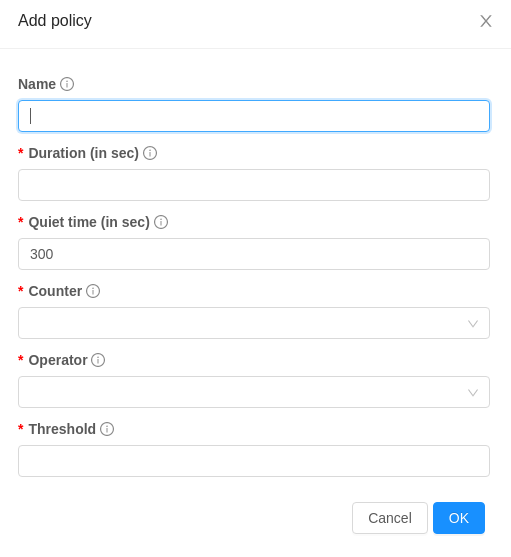 Add policy
Name
* Duration (in sec)
* Quiet time (in sec)
300
* Counter
* Operator
* Threshold
Cancel OK